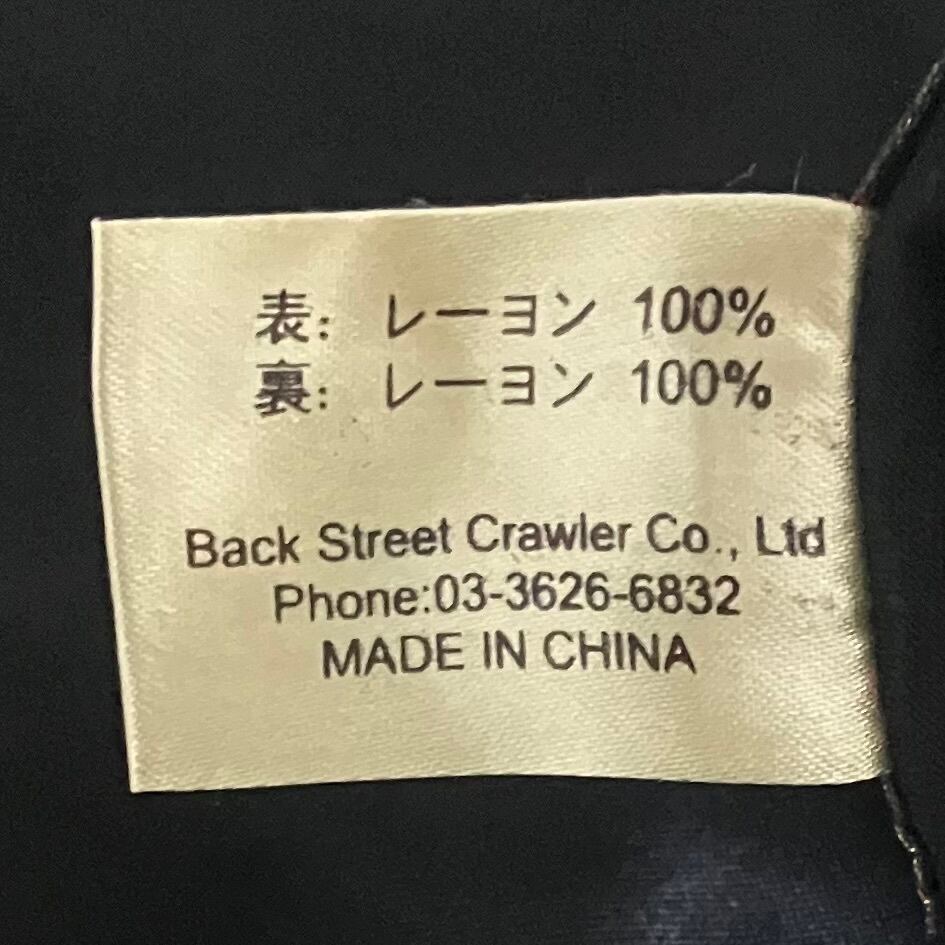 表: レーヨン 100%
裏: レーヨン 100%
Back Street Crawler Co., Ltd
Phone:03-3626-6832
MADE IN CHINA